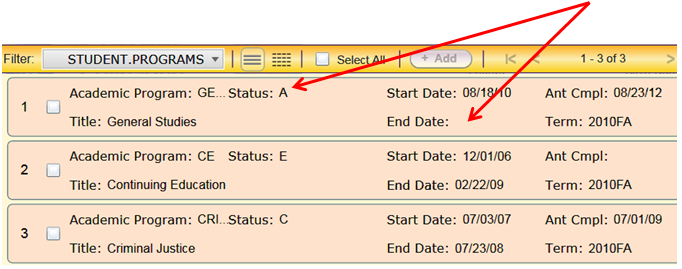 Filter: STUDENT.PROGRAMS Select All + Add 1 - 3 of 3
1 Academic Program: GE... Status: A Start Date: 08/18/10 Ant Cmpl: 08/23/12
Title: General Studies End Date: Term: 2010FA
2 Academic Program: CE Status: E Start Date: 12/01/06 Ant Cmpl:
Title: Continuing Education End Date: 02/22/09 Term: 2010FA
3 Academic Program: CRI... Status: C Start Date: 07/03/07 Ant Cmpl: 07/01/09
Title: Criminal Justice End Date: 07/23/08 Term: 2010FA